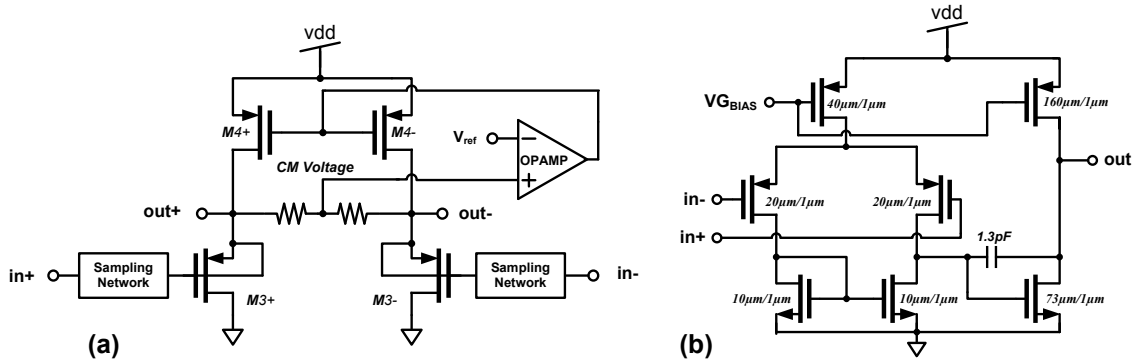 vdd
M4+
M4-
CM Voltage
Vref
OPAMP
out+
out-
in+
Sampling Network
M3+
M3-
Sampling Network
in-
(a)
vdd
VGBIAS
40µm/1µm
160µm/1µm
out
in-
20µm/1µm
20µm/1µm
in+
1.3pF
10µm/1µm
10µm/1µm
73µm/1µm
(b)